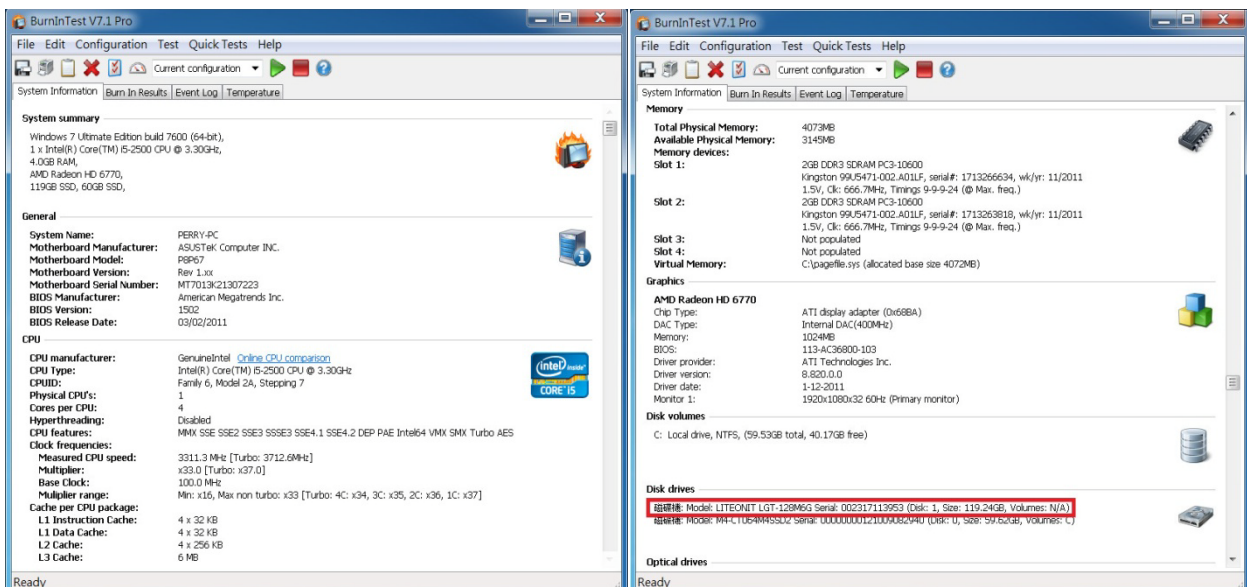 BurnInTest V7.1 Pro
File Edit Configuration Test Quick Tests Help
Current configuration
System Information Burn In Results Event Log Temperature
System summary
Windows 7 Ultimate Edition build 7600 (64-bit),
1 x Intel(R) Core(TM) i5-2500 CPU @ 3.30GHz,
4.0GB RAM,
AMD Radeon HD 6770,
119GB SSD, 60GB SSD,
General
System Name: PERRY-PC
Motherboard Manufacturer: ASUSTeK Computer INC.
Motherboard Model: P8P67
Motherboard Version: Rev 1.xx
Motherboard Serial Number: MT7013K21307223
BIOS Manufacturer: American Megatrends Inc.
BIOS Version: 1502
BIOS Release Date: 03/02/2011
CPU
CPU manufacturer: GenuineIntel Online CPU comparison
CPU Type: Intel(R) Core(TM) i5-2500 CPU @ 3.30GHz
CPUID: Family 6, Model 2A, Stepping 7
Physical CPU's: 1
Cores per CPU: 4
Hyperthreading: Disabled
CPU features: MMX SSE SSE2 SSE3 SSSE3 SSE4.1 SSE4.2 DEP PAE Intel64 VMX SMX Turbo AES
Clock frequencies:
Measured CPU speed: 3311.3 MHz [Turbo: 3712.6MHz]
Multiplier: x33.0 [Turbo: x37.0]
Base Clock: 100.0 MHz
Muliplier range: Min: x16, Max non turbo: x33 [Turbo: 4C: x34, 3C: x35, 2C: x36, 1C: x37]
Cache per CPU package:
L1 Instruction Cache: 4 x 32 KB
L1 Data Cache: 4 x 32 KB
L2 Cache: 4 x 256 KB
L3 Cache: 6 MB
(intel) inside
CORE i5
Ready
BurnInTest V7.1 Pro
File Edit Configuration Test Quick Tests Help
Current configuration
System Information Burn In Results Event Log Temperature
Memory
Total Physical Memory: 4073MB
Available Physical Memory: 3145MB
Memory devices:
Slot 1: 2GB DDR3 SDRAM PC3-10600
Kingston 99U5471-002.A01LF, serial#: 1713266634, wk/yr: 11/2011
1.5V, Clk: 666.7MHz, Timings 9-9-9-24 (@ Max. freq.)
Slot 2: 2GB DDR3 SDRAM PC3-10600
Kingston 99U5471-002.A01LF, serial#: 1713263818, wk/yr: 11/2011
1.5V, Clk: 666.7MHz, Timings 9-9-9-24 (@ Max. freq.)
Slot 3: Not populated
Slot 4: Not populated
Virtual Memory: C:\pagefile.sys (allocated base size 4072MB)
Graphics
AMD Radeon HD 6770
Chip Type: ATI display adapter (0x68BA)
DAC Type: Internal DAC(400MHz)
Memory: 1024MB
BIOS: 113-AC36800-103
Driver provider: ATI Technologies Inc.
Driver version: 8.820.0.0
Driver date: 1-12-2011
Monitor 1: 1920x1080x32 60Hz (Primary monitor)
Disk volumes
C: Local drive, NTFS, (59.53GB total, 40.17GB free)
Disk drives
Model: LITEONIT LGT-128M6G Serial: 002317113953 (Disk: 1, Size: 119.24GB, Volumes: N/A)
Model: M4-CT064M4SSD2 Serial: (Disk: 0, Size: 59.62GB, Volumes: C)
Optical drives
Ready